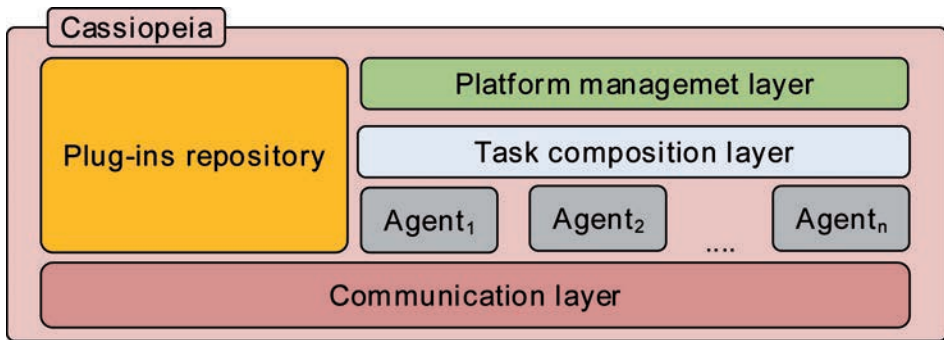 Cassiopeia
Plug-ins repository
Platform managemet layer
Task composition layer
Agent₁
Agent₂
....
Agentₙ
Communication layer